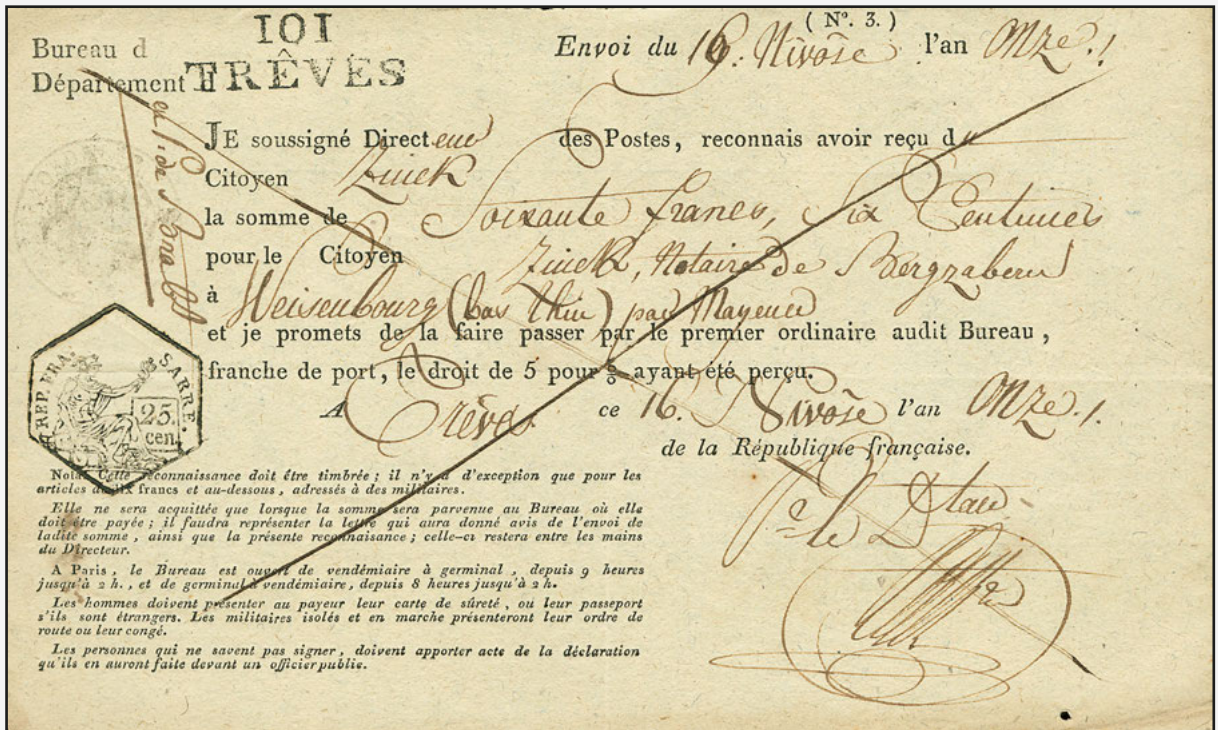 (Nº. 3.)
101
Bureau d
Envoi du 16. Nivôse l'an Onze.
Département TRÊVES
JE soussigné Directeur des Postes, reconnais avoir reçu du
Citoyen Zuick
la somme de Soixante francs, Six Centimes
pour le Citoyen Zuick, Notaire de Bergzabern
à Weisenbourg (bas Rhin) par Mayence
et je promets de la faire passer par le premier ordinaire audit Bureau,
franche de port, le droit de 5 pour % ayant été perçu.
REP. FRA. SARRE.
25. cen
A Trêves ce 16. Nivôse l'an Onze.
de la République française.
Nota. Cette reconnaissance doit être timbrée ; il n'y a d'exception que pour les
articles de dix francs et au-dessous, adressés à des militaires.
Elle ne sera acquittée que lorsque la somme sera parvenue au Bureau où elle
doit être payée ; il faudra représenter la lettre qui aura donné avis de l'envoi de
ladite somme, ainsi que la présente reconnaissance ; celle-ci restera entre les mains
du Directeur.
A Paris, le Bureau est ouvert de vendémiaire à germinal, depuis 9 heures
jusqu'à 2 h., et de germinal à vendémiaire, depuis 8 heures jusqu'à 2 h.
Les hommes doivent présenter au payeur leur carte de sûreté, ou leur passeport
s'ils sont étrangers. Les militaires isolés et en marche présenteront leur ordre de
route ou leur congé.
Les personnes qui ne savent pas signer, doivent apporter acte de la déclaration
qu'ils en auront faite devant un officier public.